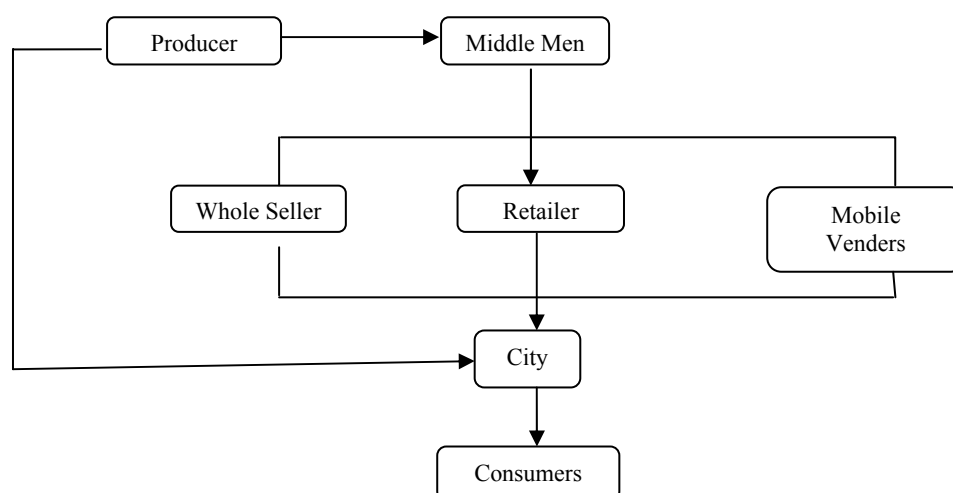 Producer
Middle Men
Whole Seller
Retailer
Mobile
Venders
City
Consumers